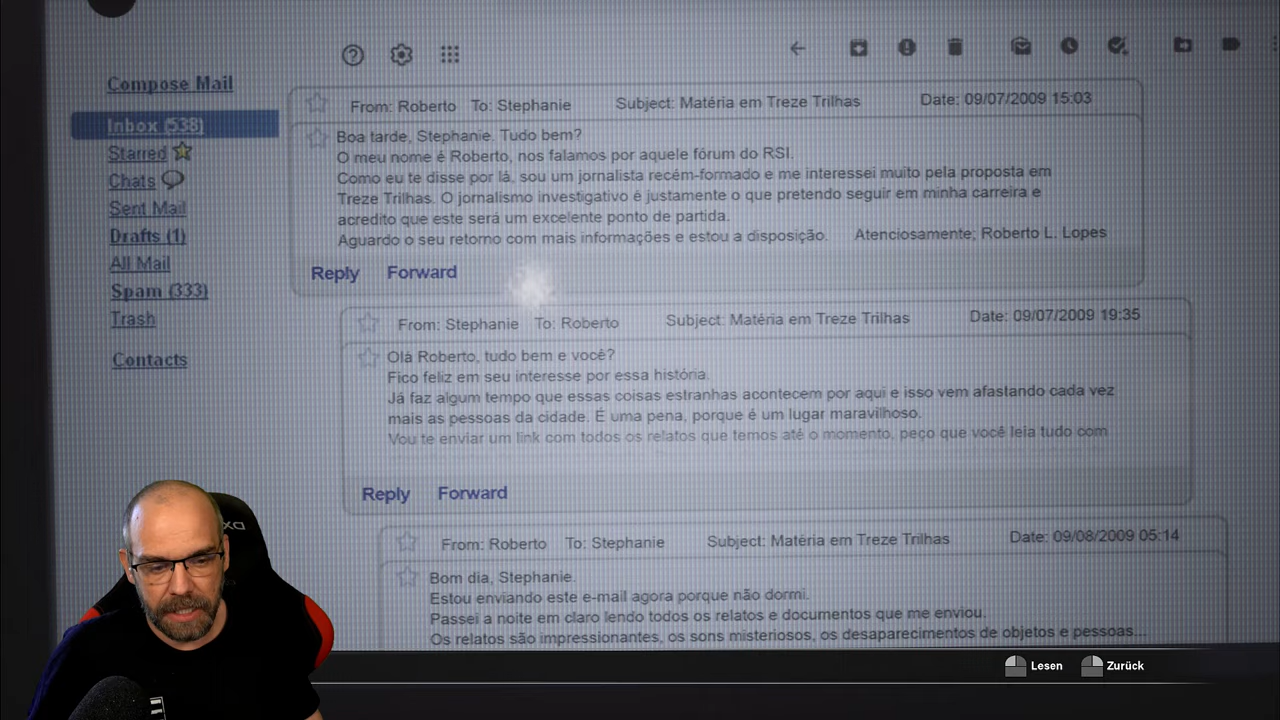 Compose Mail
Inbox (538)
Starred
Chats
Sent Mail
Drafts (1)
All Mail
Spam (333)
Trash
Contacts
From: Roberto To: Stephanie Subject: Matéria em Treze Trilhas Date: 09/07/2009 15:03
Boa tarde, Stephanie. Tudo bem?
O meu nome é Roberto, nos falamos por aquele fórum do RSI.
Como eu te disse por lá, sou um jornalista recém-formado e me interessei muito pela proposta em
Treze Trilhas. O jornalismo investigativo é justamente o que pretendo seguir em minha carreira e
acredito que este será um excelente ponto de partida.
Aguardo o seu retorno com mais informações e estou a disposição. Atenciosamente; Roberto L. Lopes
Reply Forward
From: Stephanie To: Roberto Subject: Matéria em Treze Trilhas Date: 09/07/2009 19:35
Olá Roberto, tudo bem e você?
Fico feliz em seu interesse por essa história.
Já faz algum tempo que essas coisas estranhas acontecem por aqui e isso vem afastando cada vez
mais as pessoas da cidade. É uma pena, porque é um lugar maravilhoso.
Vou te enviar um link com todos os relatos que temos até o momento, peço que você leia tudo com
Reply Forward
From: Roberto To: Stephanie Subject: Matéria em Treze Trilhas Date: 09/08/2009 05:14
Bom dia, Stephanie.
Estou enviando este e-mail agora porque não dormi.
Passei a noite em claro lendo todos os relatos e documentos que me enviou.
Os relatos são impressionantes, os sons misteriosos, os desaparecimentos de objetos e pessoas...
Lesen Zurück